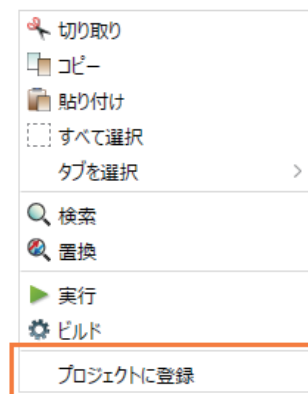 切り取り
コピー
貼り付け
すべて選択
タブを選択
検索
置換
実行
ビルド
プロジェクトに登録